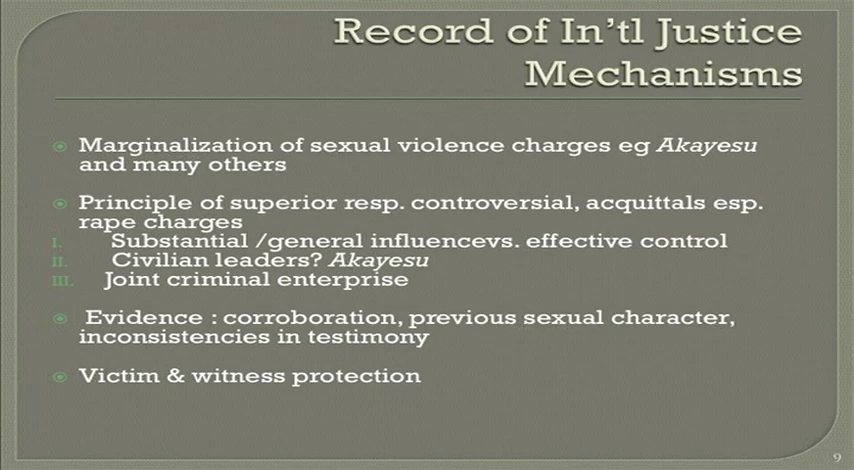 Record of In'tl Justice
Mechanisms
Marginalization of sexual violence charges eg Akayesu
and many others
Principle of superior resp. controversial, acquittals esp.
rape charges
I. Substantial /general influencevs. effective control
II. Civilian leaders? Akayesu
III. Joint criminal enterprise
Evidence : corroboration, previous sexual character,
inconsistencies in testimony
Victim & witness protection
9